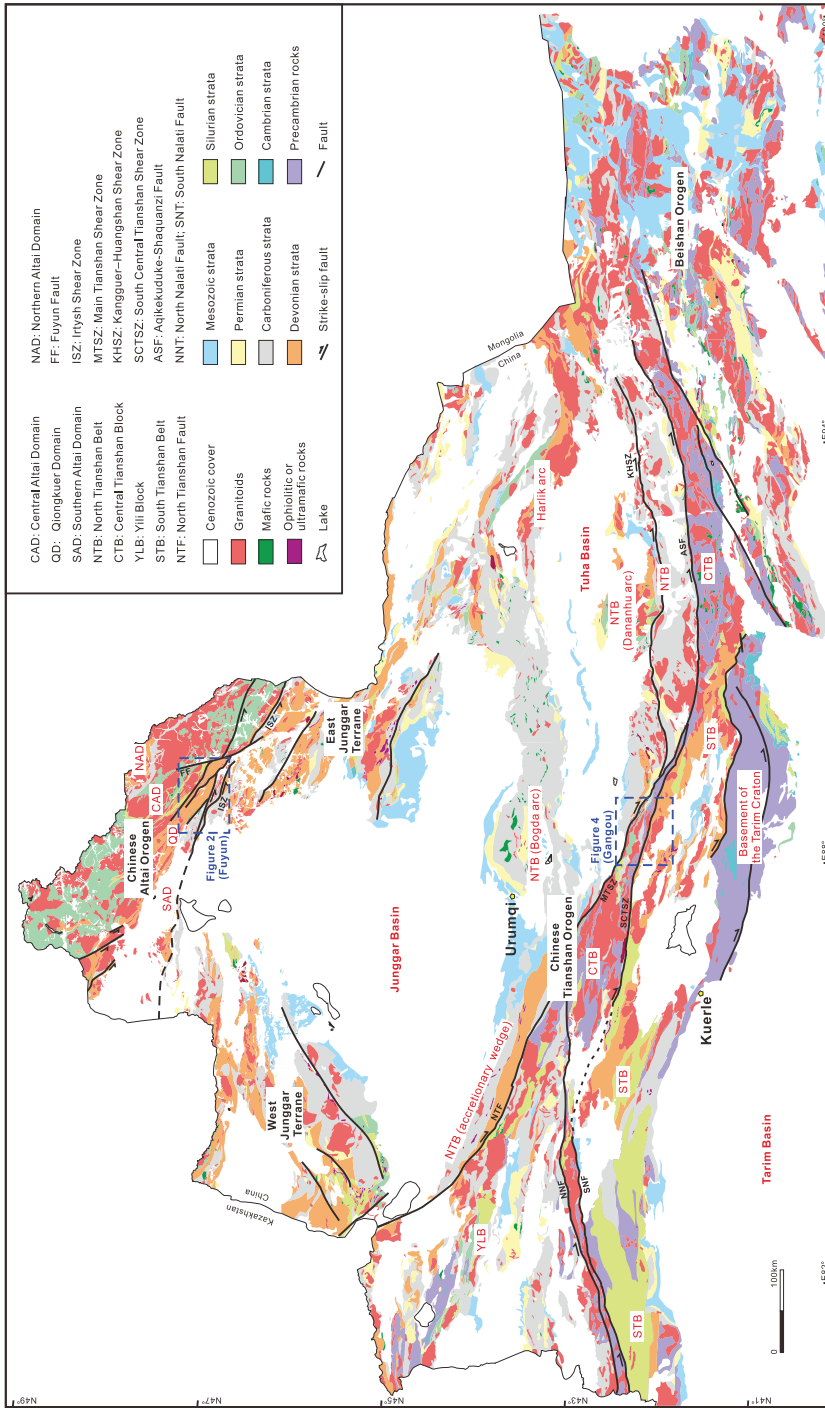 CAD: Central Altai Domain
QD: Qiongkuer Domain
SAD: Southern Altai Domain
NTB: North Tianshan Belt
CTB: Central Tianshan Block
YLB: Yili Block
STB: South Tianshan Belt
NTF: North Tianshan Fault
NAD: Northern Altai Domain
FF: Fuyun Fault
ISZ: Irtysh Shear Zone
MTSZ: Main Tianshan Shear Zone
KHSZ: Kangguer–Huangshan Shear Zone
SCTSZ: South Central Tianshan Shear Zone
ASF: Aqikekuduke-Shaquanzi Fault
NNT: North Nalati Fault; SNT: South Nalati Fault
Cenozoic cover
Granitoids
Mafic rocks
Ophiolitic or
ultramafic rocks
Lake
Mesozoic strata
Permian strata
Carboniferous strata
Devonian strata
Strike-slip fault
Silurian strata
Ordovician strata
Cambrian strata
Precambrian rocks
Fault
N49°
N47°
N45°
N43°
N41°
NAD
CAD
QD
SAD
Chinese
Altai Orogen
FF
ISZ
ISZ
Figure 2
(Fuyun)
West
Junggar
Terrane
East
Junggar
Terrane
Kazakhstan
China
Mongolia
China
Junggar Basin
Harlik arc
NTB (Bogda arc)
Urumqi
Tuha Basin
NTB
(Dananhu arc)
KHSZ
NTB
ASF
CTB
Beishan Orogen
NTB (accretionary wedge)
NTF
YLB
Chinese
Tianshan Orogen
MTSZ
SCTSZ
CTB
Figure 4
(Gangou)
NNF
SNF
STB
STB
STB
Kuerle
Basement of
the Tarim Craton
Tarim Basin
0
100km